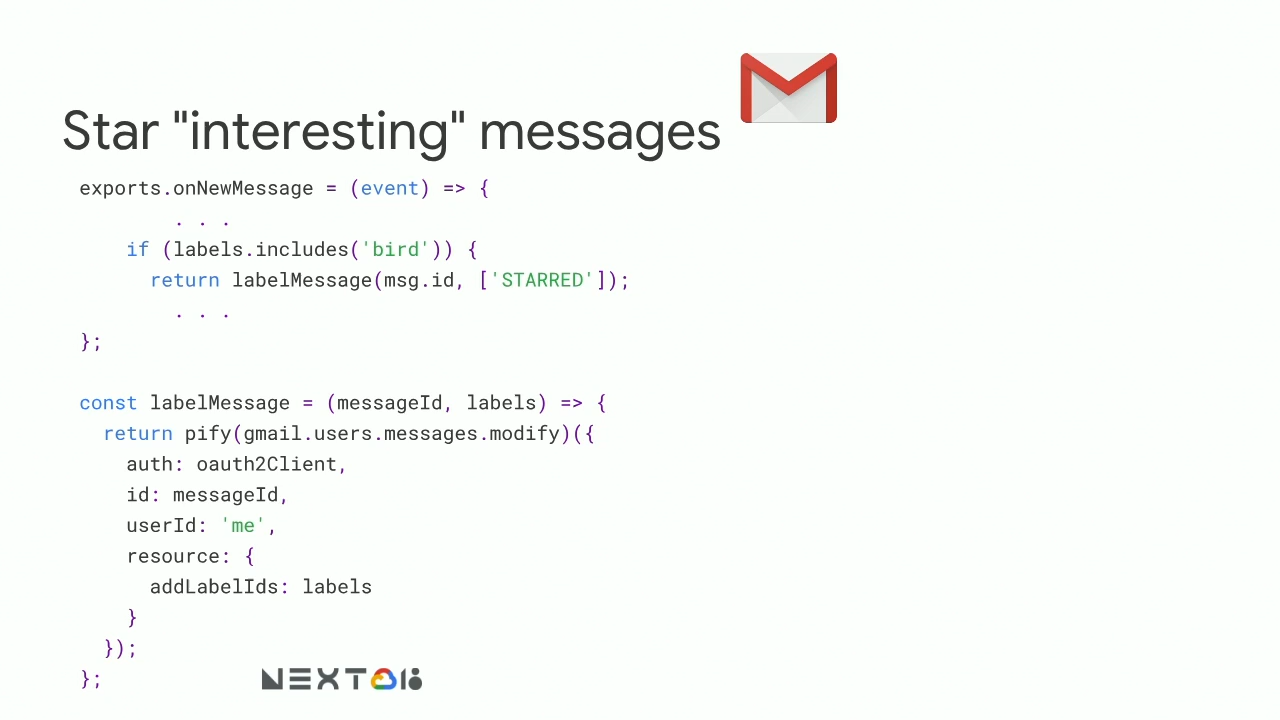 Star "interesting" messages
exports.onNewMessage = (event) => {
. . .
if (labels.includes('bird')) {
return labelMessage(msg.id, ['STARRED']);
. . .
};
const labelMessage = (messageId, labels) => {
return pify(gmail.users.messages.modify)({
auth: oauth2Client,
id: messageId,
userId: 'me',
resource: {
addLabelIds: labels
}
});
};
NEXT 18